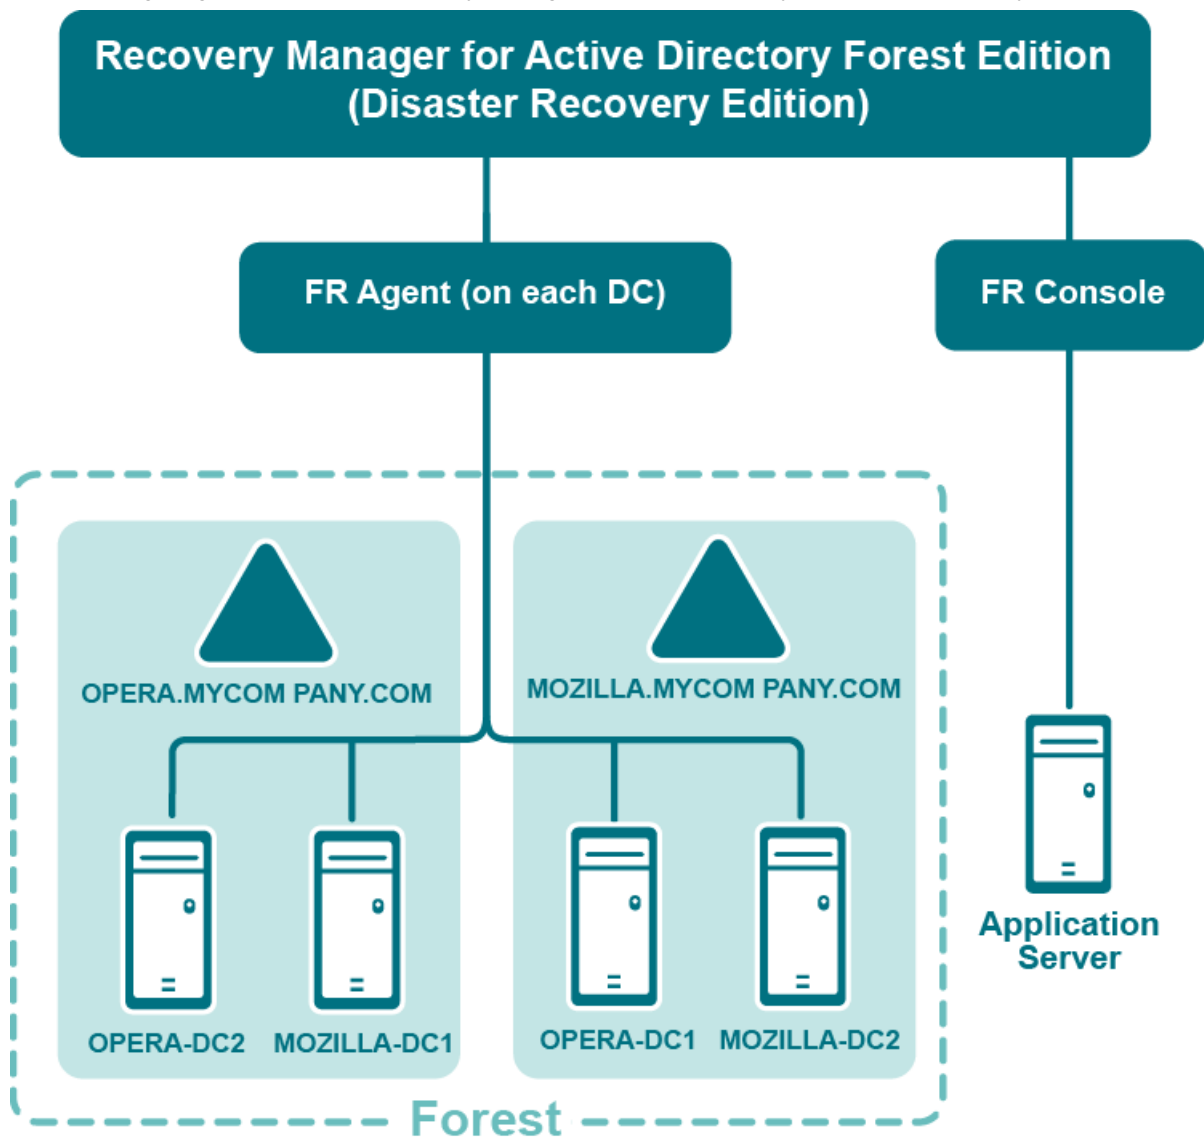 Recovery Manager for Active Directory Forest Edition
(Disaster Recovery Edition)
FR Agent (on each DC)
FR Console
OPERA.MYCOM PANY.COM
MOZILLA.MYCOM PANY.COM
OPERA-DC2
MOZILLA-DC1
OPERA-DC1
MOZILLA-DC2
Application
Server
Forest